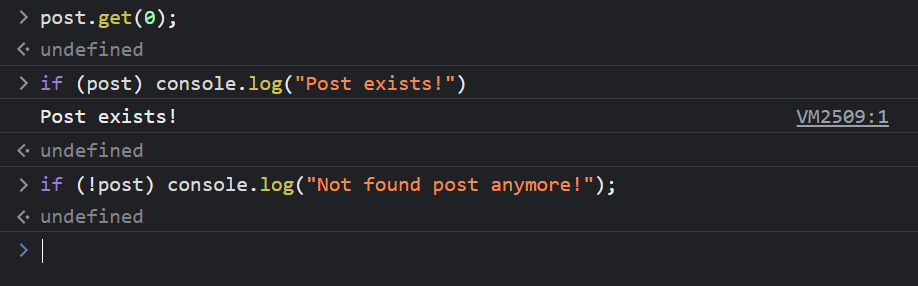 > post.get(0);
undefined
> if (post) console.log("Post exists!")
Post exists! VM2509:1
undefined
> if (!post) console.log("Not found post anymore!");
undefined
>